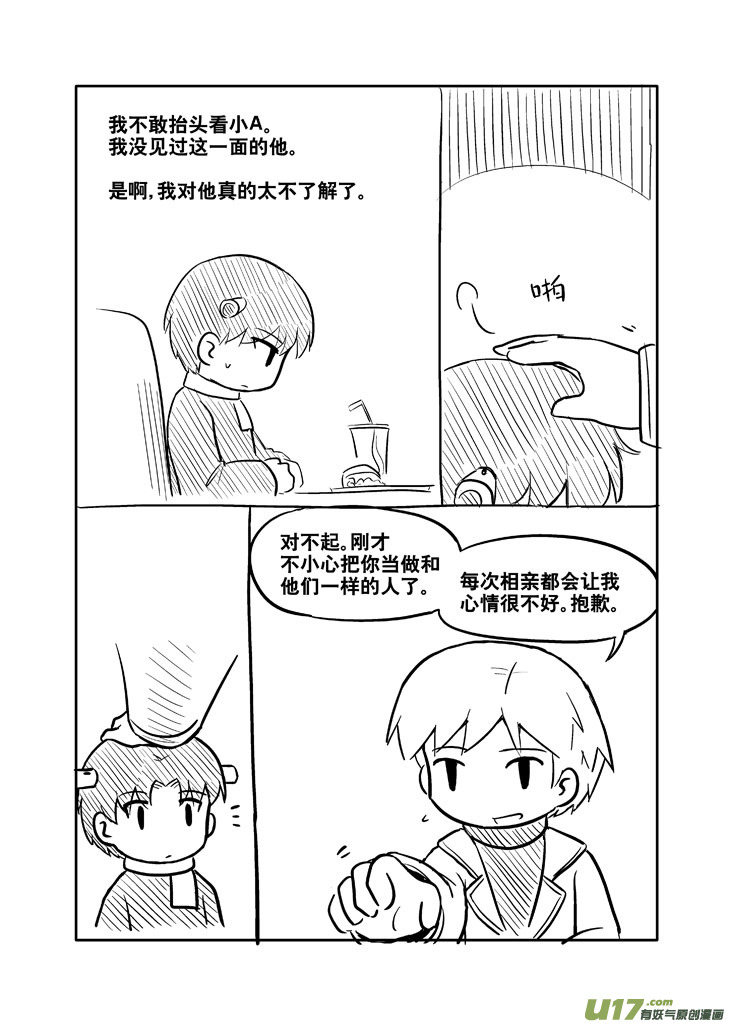 我不敢抬头看小A。
我没见过这一面的他。
是啊，我对他真的太不了解了。
啪
对不起。刚才
不小心把你当做和
他们一样的人了。
每次相亲都会让我
心情很不好。抱歉。
U17.com
有妖气原创漫画